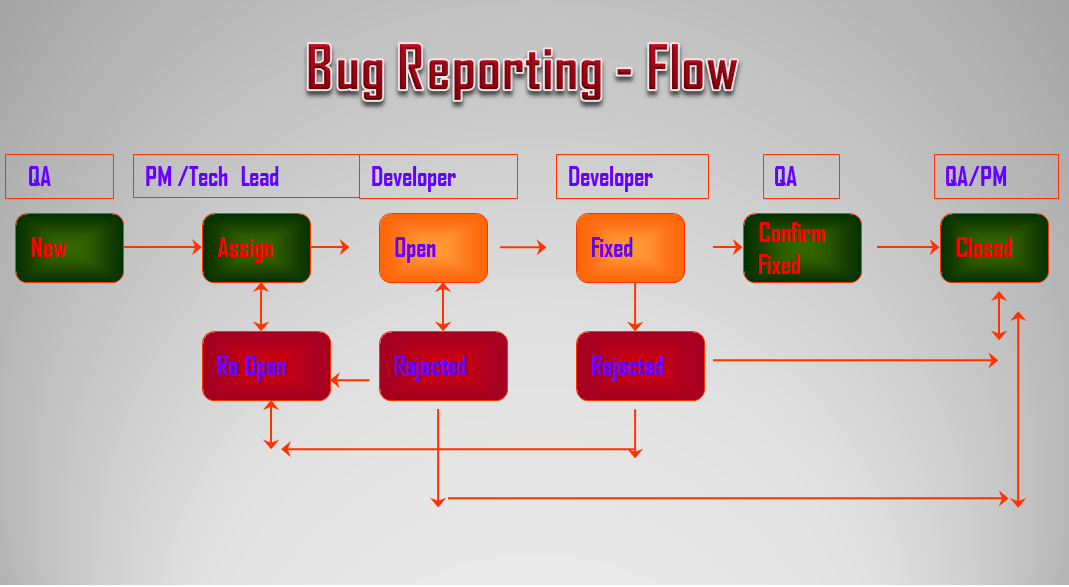 Bug Reporting - Flow
QA
PM /Tech Lead
Developer
Developer
QA
QA/PM
New
Assign
Open
Fixed
Confirm
Fixed
Closed
Re Open
Rejected
Rejected